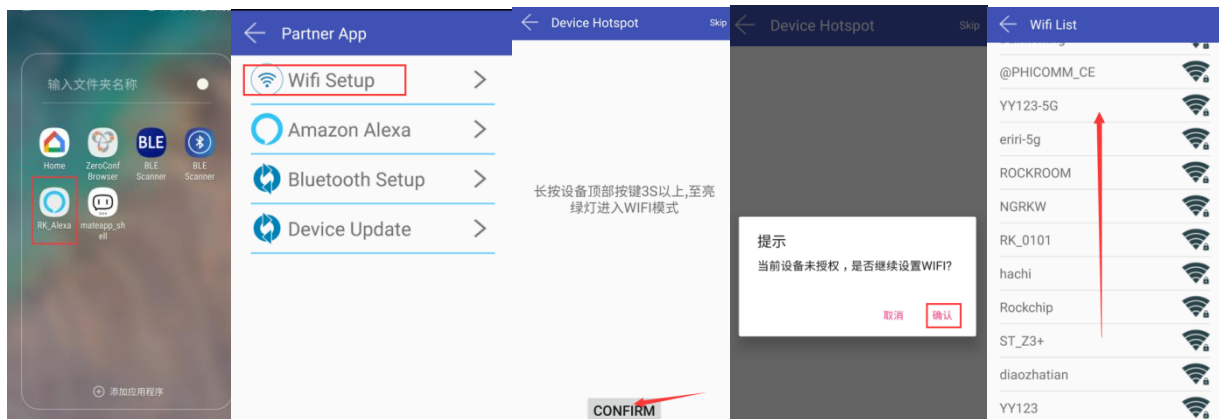 输入文件夹名称
Home
ZeroConf
Browser
BLE
BLE
Scanner
BLE
Scanner
RK_Alexa
mateapp_sh
ell
添加应用程序
Partner App
Wifi Setup
Amazon Alexa
Bluetooth Setup
Device Update
Device Hotspot
Skip
长按设备顶部按键3S以上,至亮
绿灯进入WIFI模式
CONFIRM
Device Hotspot
Skip
提示
当前设备未授权，是否继续设置WIFI?
取消
确认
Wifi List
@PHICOMM_CE
YY123-5G
eriri-5g
ROCKROOM
NGRKW
RK_0101
hachi
Rockchip
ST_Z3+
diaozhatian
YY123